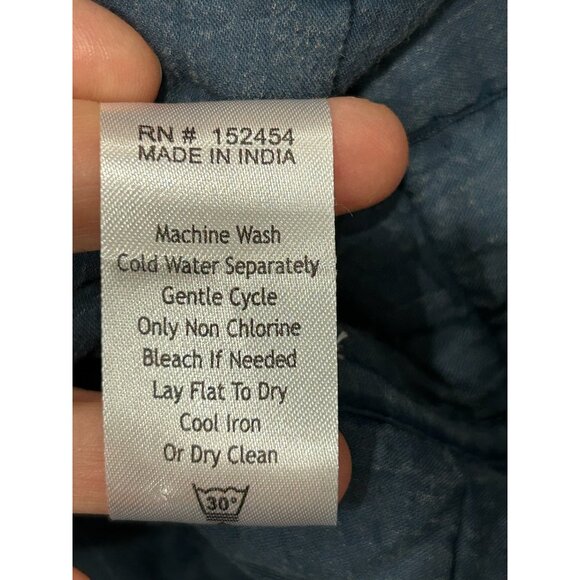 RN # 152454
MADE IN INDIA
Machine Wash
Cold Water Separately
Gentle Cycle
Only Non Chlorine
Bleach If Needed
Lay Flat To Dry
Cool Iron
Or Dry Clean
30°